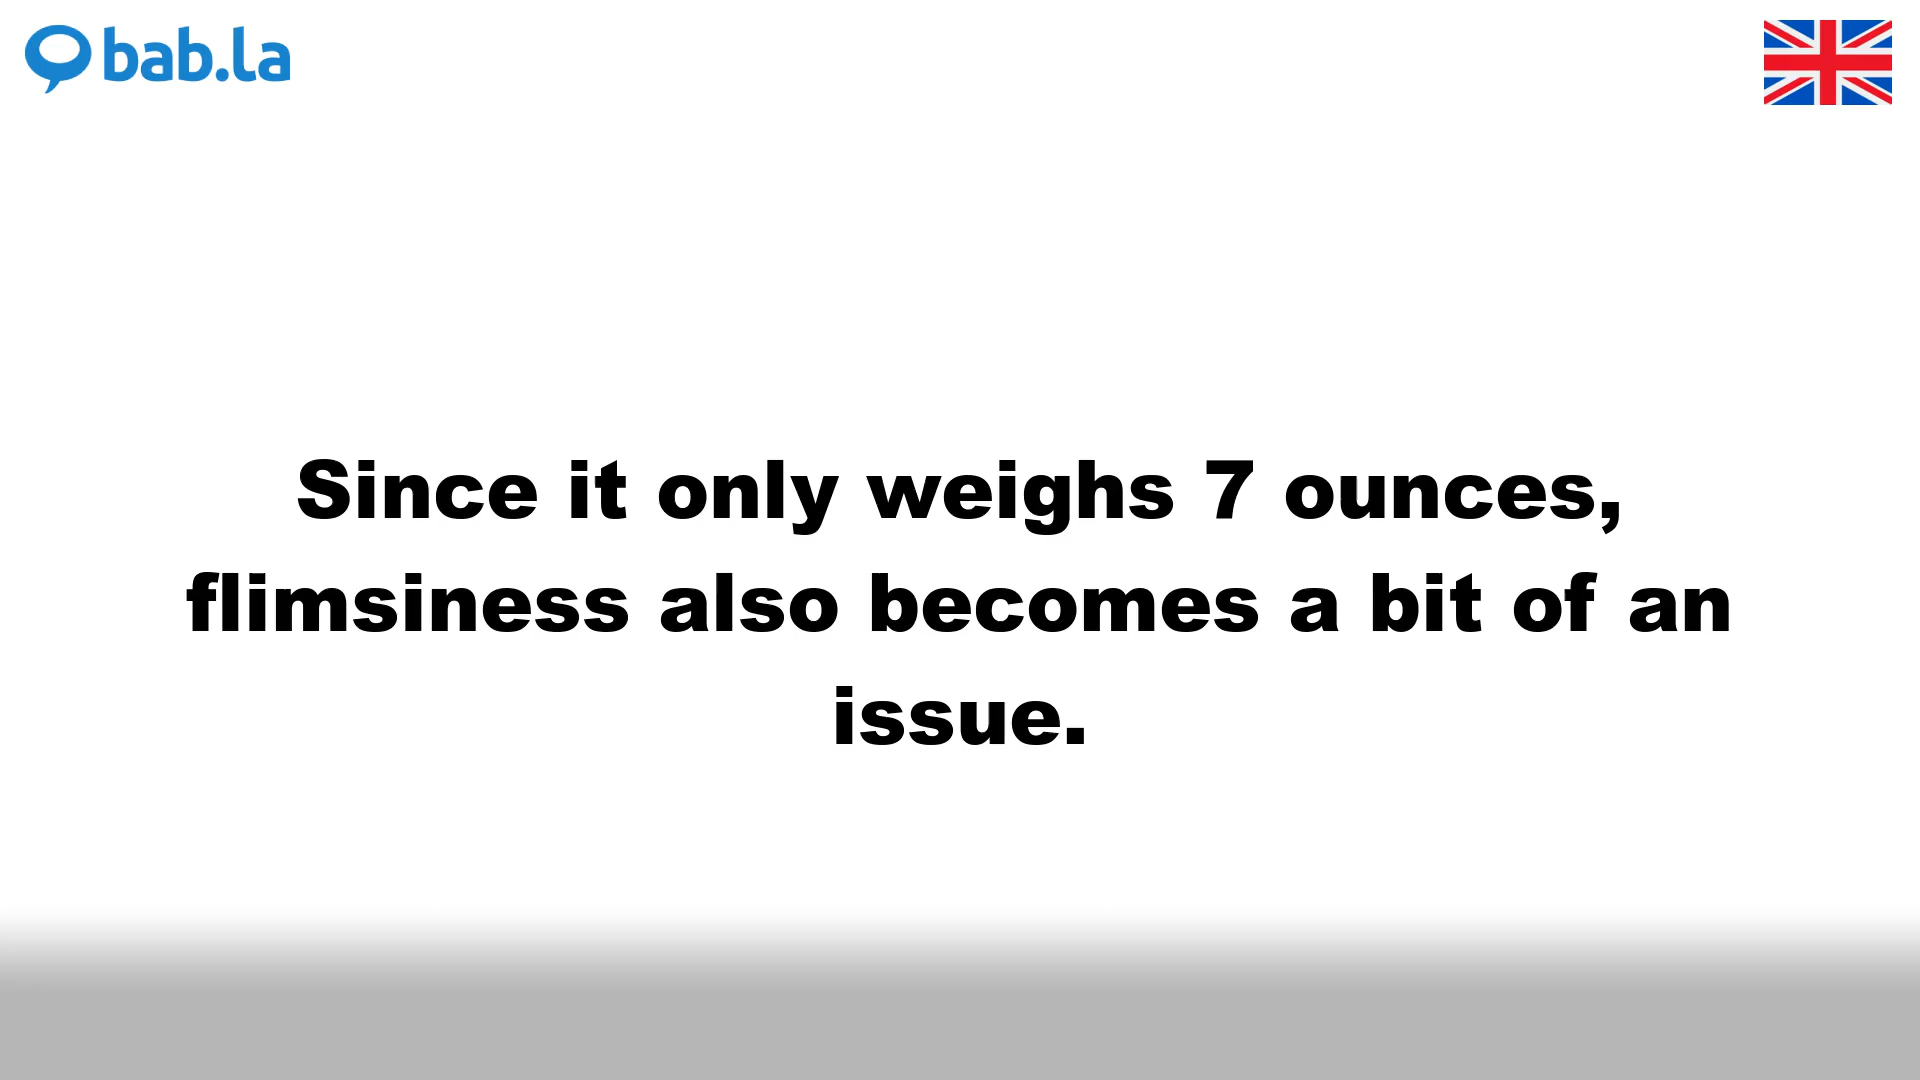 bab.la
Since it only weighs 7 ounces,
flimsiness also becomes a bit of an
issue.